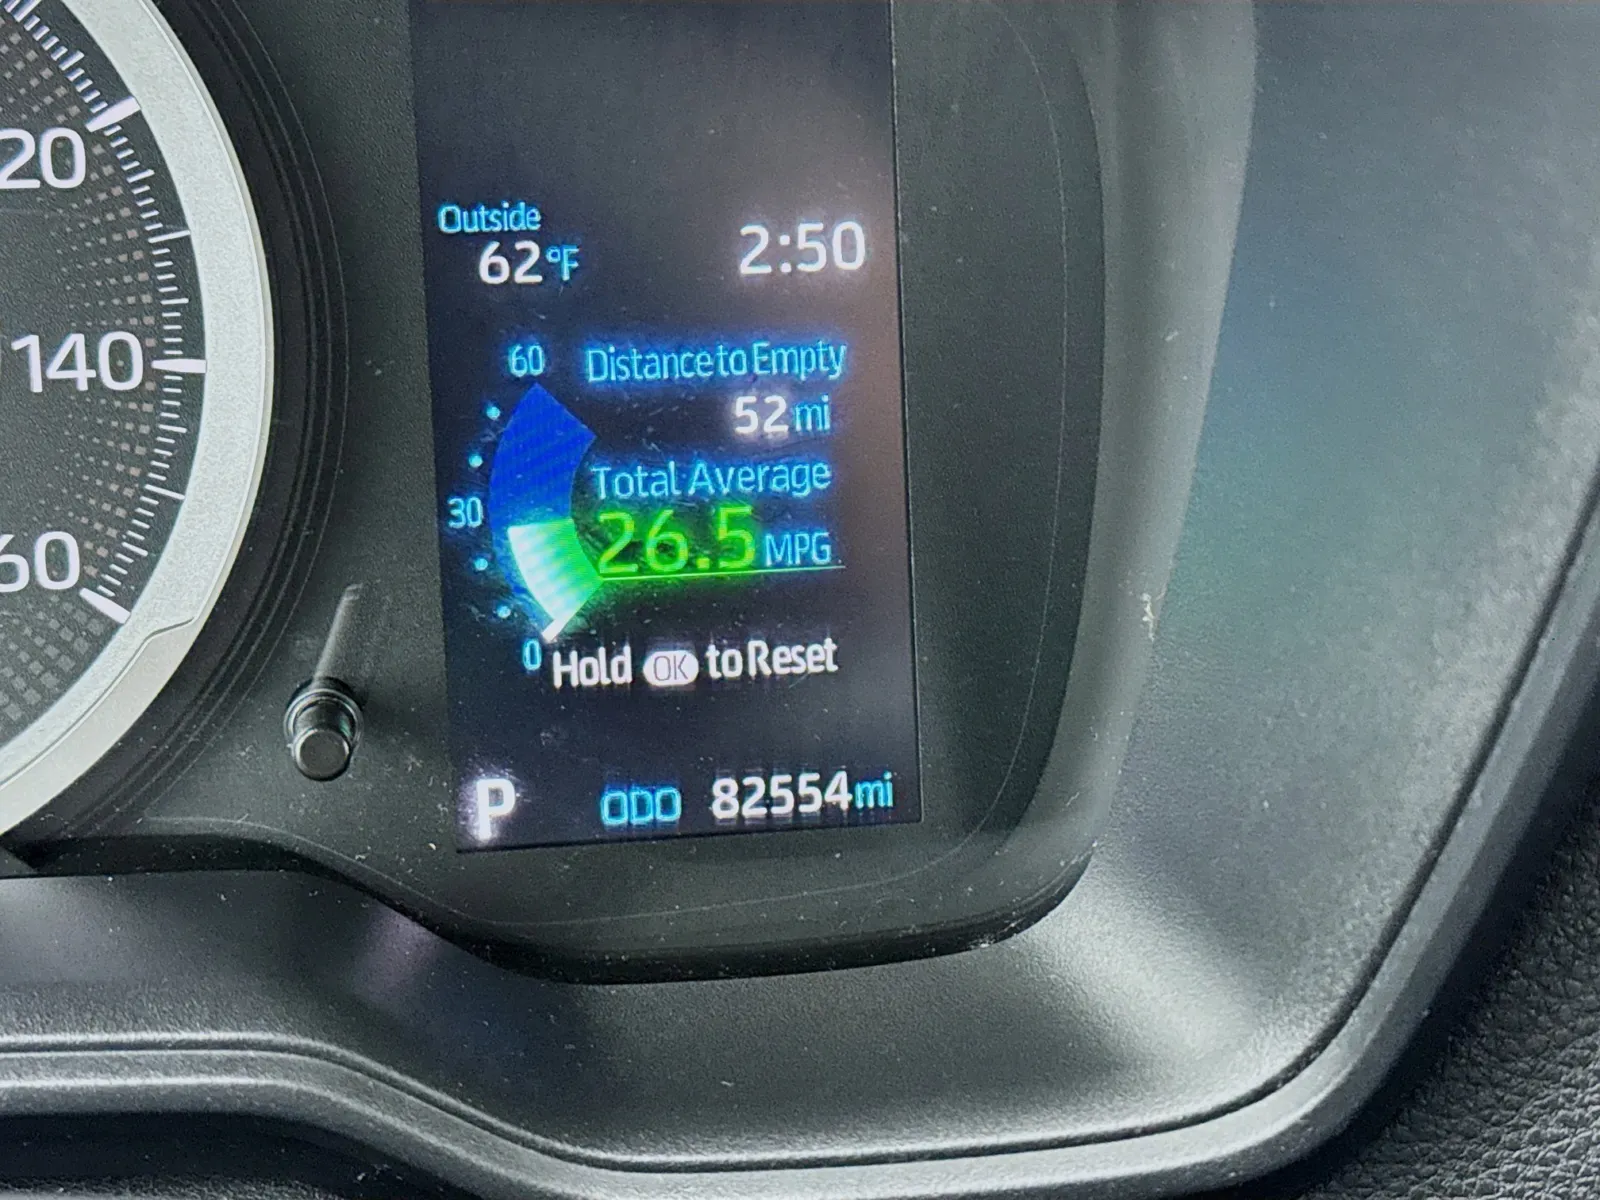 20
140
60
Outside
62°F
2:50
60
Distance to Empty
52 mi
Total Average
30
26.5 MPG
0
Hold OK to Reset
P
ODO 82554 mi